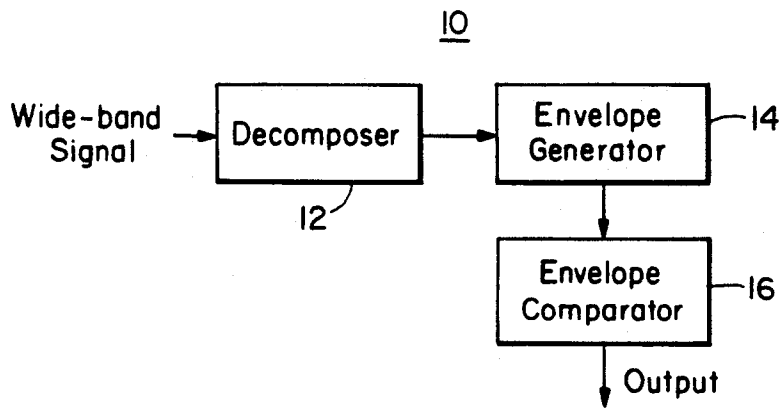 10
Wide-band
Signal
Decomposer
12
Envelope
Generator
14
Envelope
Comparator
16
Output